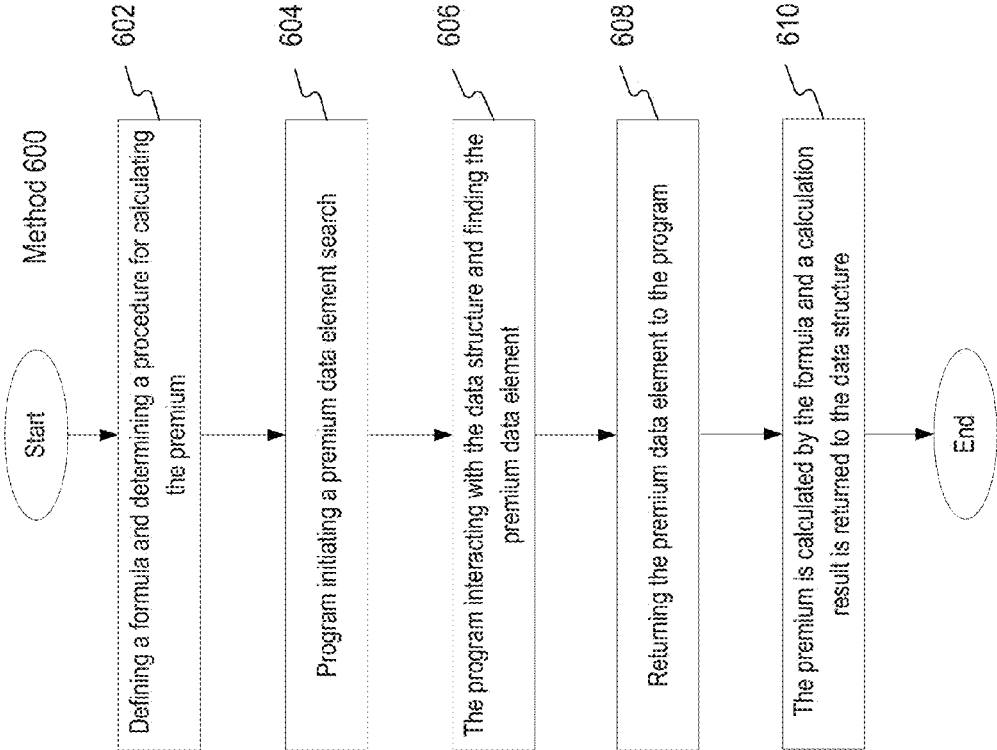 Method 600
Start
602
Defining a formula and determining a procedure for calculating
the premium
604
Program initiating a premium data element search
606
The program interacting with the data structure and finding the
premium data element
608
Returning the premium data element to the program
610
The premium is calculated by the formula and a calculation
result is returned to the data structure
End